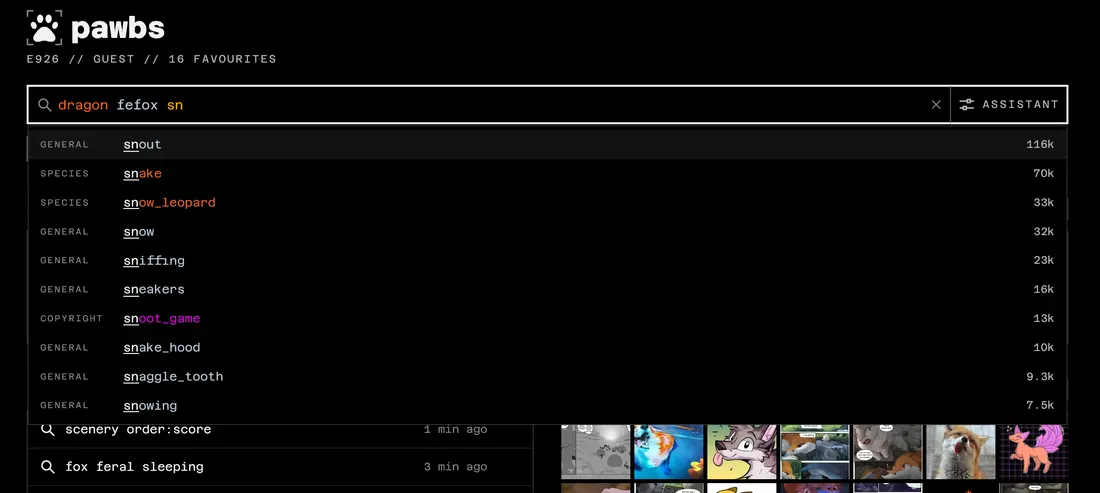 pawbs
E926 // GUEST // 16 FAVOURITES
dragon fefox sn
ASSISTANT
GENERAL snout 116k
SPECIES snake 70k
SPECIES snow_leopard 33k
GENERAL snow 32k
GENERAL sniffing 23k
GENERAL sneakers 16k
COPYRIGHT snoot_game 13k
GENERAL snake_hood 10k
GENERAL snaggle_tooth 9.3k
GENERAL snowing 7.5k
scenery order:score 1 min ago
fox feral sleeping 3 min ago